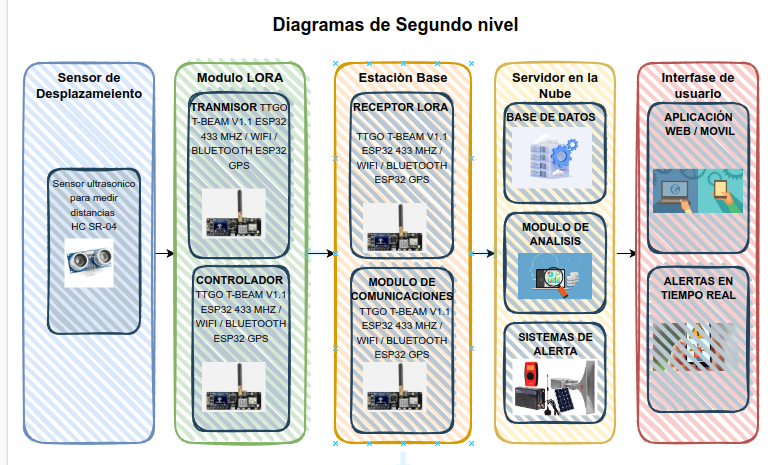 Diagramas de Segundo nivel
Sensor de
Desplazameiento
Sensor ultrasonico
para medir
distancias
HC SR-04
Modulo LORA
TRANMISOR TTGO
T-BEAM V1.1 ESP32
433 MHZ / WIFI /
BLUETOOTH ESP32
GPS
CONTROLADOR
TTGO T-BEAM V1.1
ESP32 433 MHZ /
WIFI / BLUETOOTH
ESP32 GPS
Estaciòn Base
RECEPTOR LORA
TTGO T-BEAM V1.1
ESP32 433 MHZ /
WIFI / BLUETOOTH
ESP32 GPS
MODULO DE
COMUNICACIONES
TTGO T-BEAM V1.1
ESP32 433 MHZ /
WIFI / BLUETOOTH
ESP32 GPS
Servidor en la
Nube
BASE DE DATOS
MODULO DE
ANALISIS
SISTEMAS DE
ALERTA
Interfase de
usuario
APLICACIÓN
WEB / MOVIL
ALERTAS EN
TIEMPO REAL